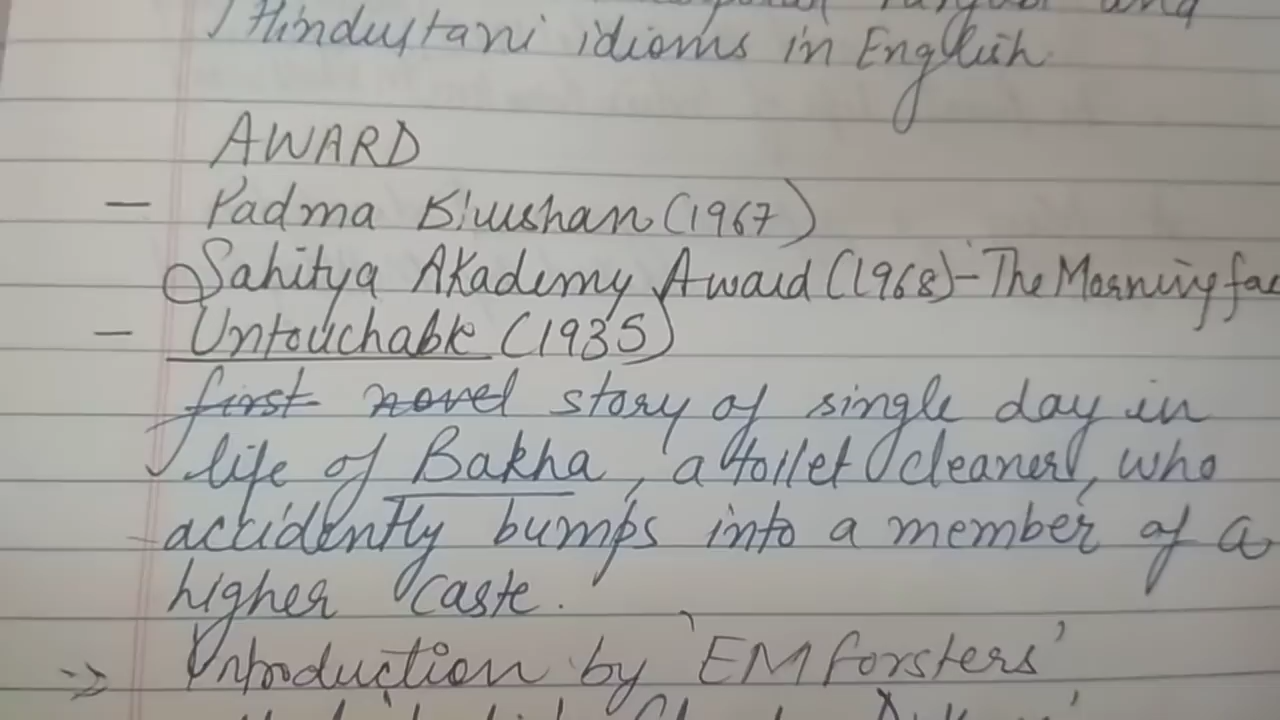 and
Hindustani idioms in English
AWARD
- Padma Bhushan (1967)
Sahitya Akademy Award (1968) - The Morning fac
- Untouchable (1935)
first novel story of single day in
life of Bakha, a toilet cleaner, who
accidently bumps into a member of a
higher caste.
=> Introduction by 'EM Forsters'